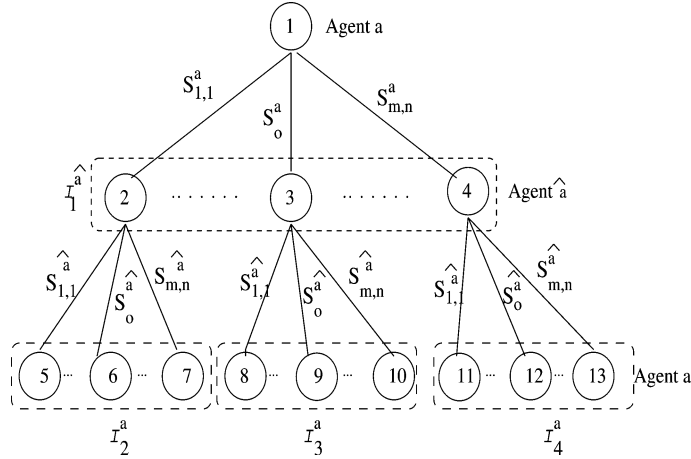 1 Agent a
S^a_{1,1} S^a_o S^a_{m,n}
I^â_1 2 ........ 3 ........ 4 Agent â
S^â_{1,1} S^â_o S^â_{m,n} S^â_{1,1} S^â_o S^â_{m,n} S^â_{1,1} S^â_o S^â_{m,n}
5 ... 6 ... 7 8 ... 9 ... 10 11 ... 12 ... 13 Agent a
I^a_2 I^a_3 I^a_4